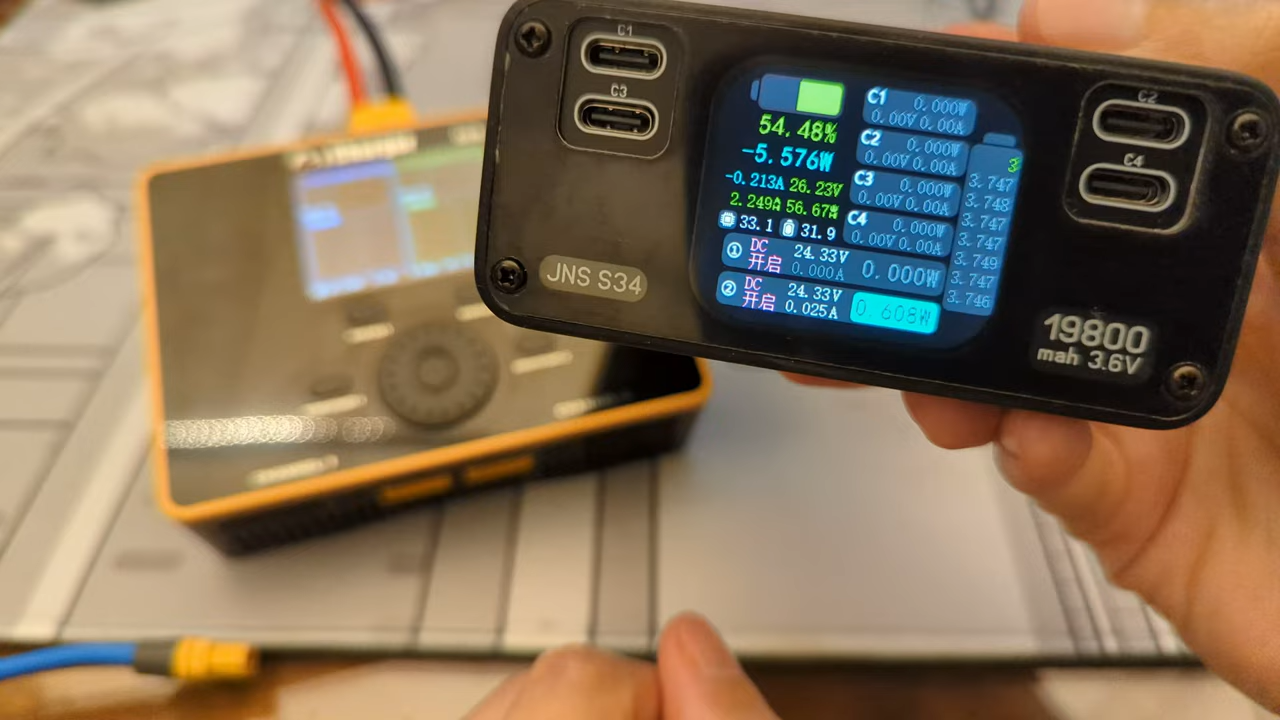 C1
C3
C2
C4
54.48%
-5.576W
-0.213A 26.23V
2.249A 56.67W
33.1 31.9
C1 0.000W
0.00V 0.00A
C2 0.000W
0.00V 0.00A
C3 0.000W
0.00V 0.00A
C4 0.000W
0.00V 0.00A
3
3.747
3.748
3.747
3.747
3.749
3.747
3.746
① DC 24.33V
开启 0.000A 0.000W
② DC 24.33V
开启 0.025A 0.608W
JNS S34
19800
mah 3.6V